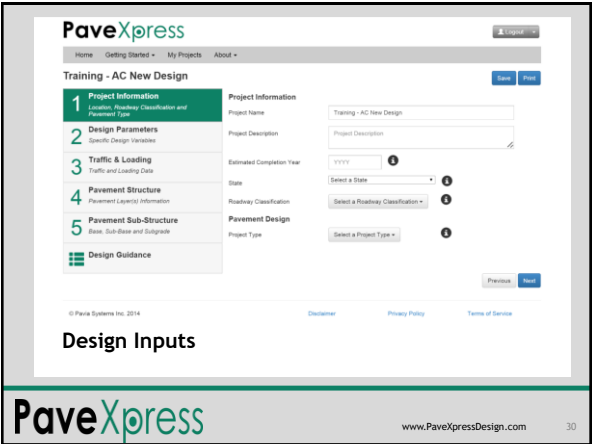 PaveXpress
Logout
Home Getting Started My Projects About
Training - AC New Design
Save Print
1 Project Information
Location, Roadway Classification and
Pavement Type
2 Design Parameters
Specific Design Variables
3 Traffic & Loading
Traffic and Loading Data
4 Pavement Structure
Pavement Layer(s) Information
5 Pavement Sub-Structure
Base, Sub-Base and Subgrade
Design Guidance
Project Information
Project Name Training - AC New Design
Project Description Project Description
Estimated Completion Year YYYY
State Select a State
Roadway Classification Select a Roadway Classification
Pavement Design
Project Type Select a Project Type
Previous Next
© Pavia Systems Inc. 2014 Disclaimer Privacy Policy Terms of Service
Design Inputs
PaveXpress www.PaveXpressDesign.com 30